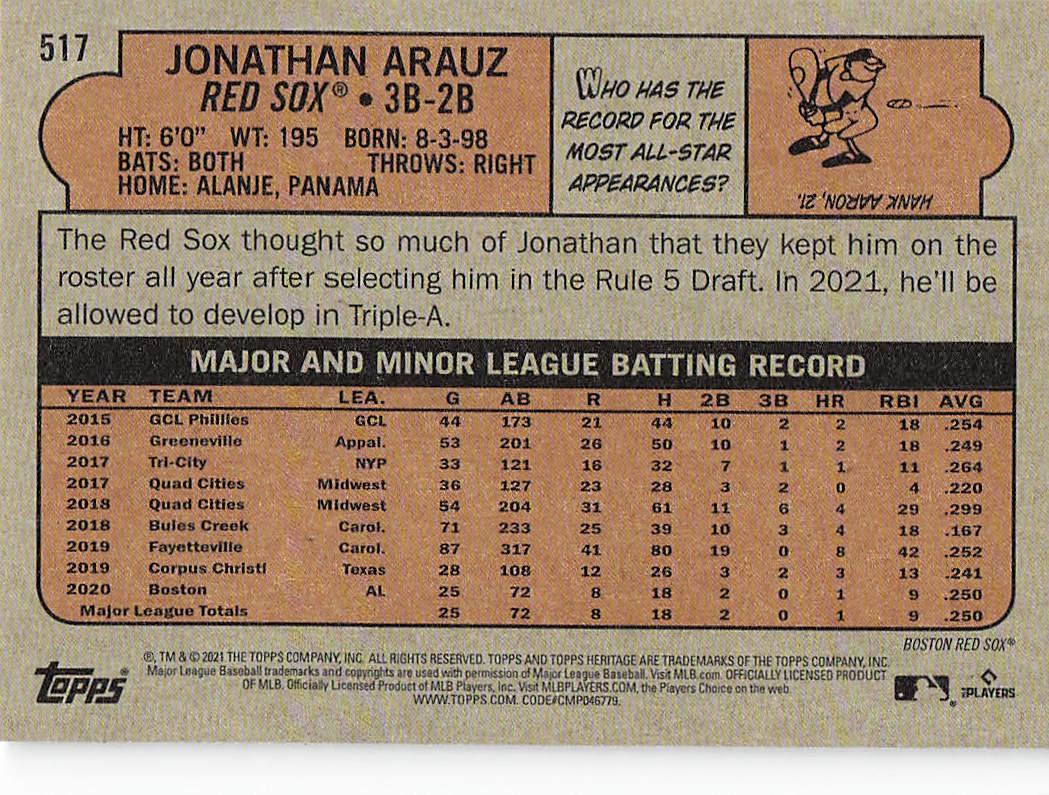 517
JONATHAN ARAUZ
RED SOX® • 3B-2B
HT: 6'0" WT: 195 BORN: 8-3-98
BATS: BOTH THROWS: RIGHT
HOME: ALANJE, PANAMA
WHO HAS THE
RECORD FOR THE
MOST ALL-STAR
APPEARANCES?
HANK AARON, 21.
The Red Sox thought so much of Jonathan that they kept him on the
roster all year after selecting him in the Rule 5 Draft. In 2021, he'll be
allowed to develop in Triple-A.
MAJOR AND MINOR LEAGUE BATTING RECORD
YEAR TEAM LEA. G AB R H 2B 3B HR RBI AVG
2015 GCL Phillies GCL 44 173 21 44 10 2 2 18 .254
2016 Greeneville Appal. 53 201 26 50 10 1 2 18 .249
2017 Tri-City NYP 33 121 16 32 7 1 1 11 .264
2017 Quad Cities Midwest 36 127 23 28 3 2 0 4 .220
2018 Quad Cities Midwest 54 204 31 61 11 6 4 29 .299
2018 Buies Creek Carol. 71 233 25 39 10 3 4 18 .167
2019 Fayetteville Carol. 87 317 41 80 19 0 8 42 .252
2019 Corpus Christi Texas 28 108 12 26 3 2 3 13 .241
2020 Boston AL 25 72 8 18 2 0 1 9 .250
Major League Totals 25 72 8 18 2 0 1 9 .250
BOSTON RED SOX®
®, TM & © 2021 THE TOPPS COMPANY, INC. ALL RIGHTS RESERVED. TOPPS AND TOPPS HERITAGE ARE TRADEMARKS OF THE TOPPS COMPANY, INC.
Major League Baseball trademarks and copyrights are used with permission of Major League Baseball. Visit MLB.com. OFFICIALLY LICENSED PRODUCT
OF MLB. Officially Licensed Product of MLB Players, Inc. Visit MLBPLAYERS.COM, the Players Choice on the web.
WWW.TOPPS.COM. CODE#CMP046779.
topps®
MLB PLAYERS